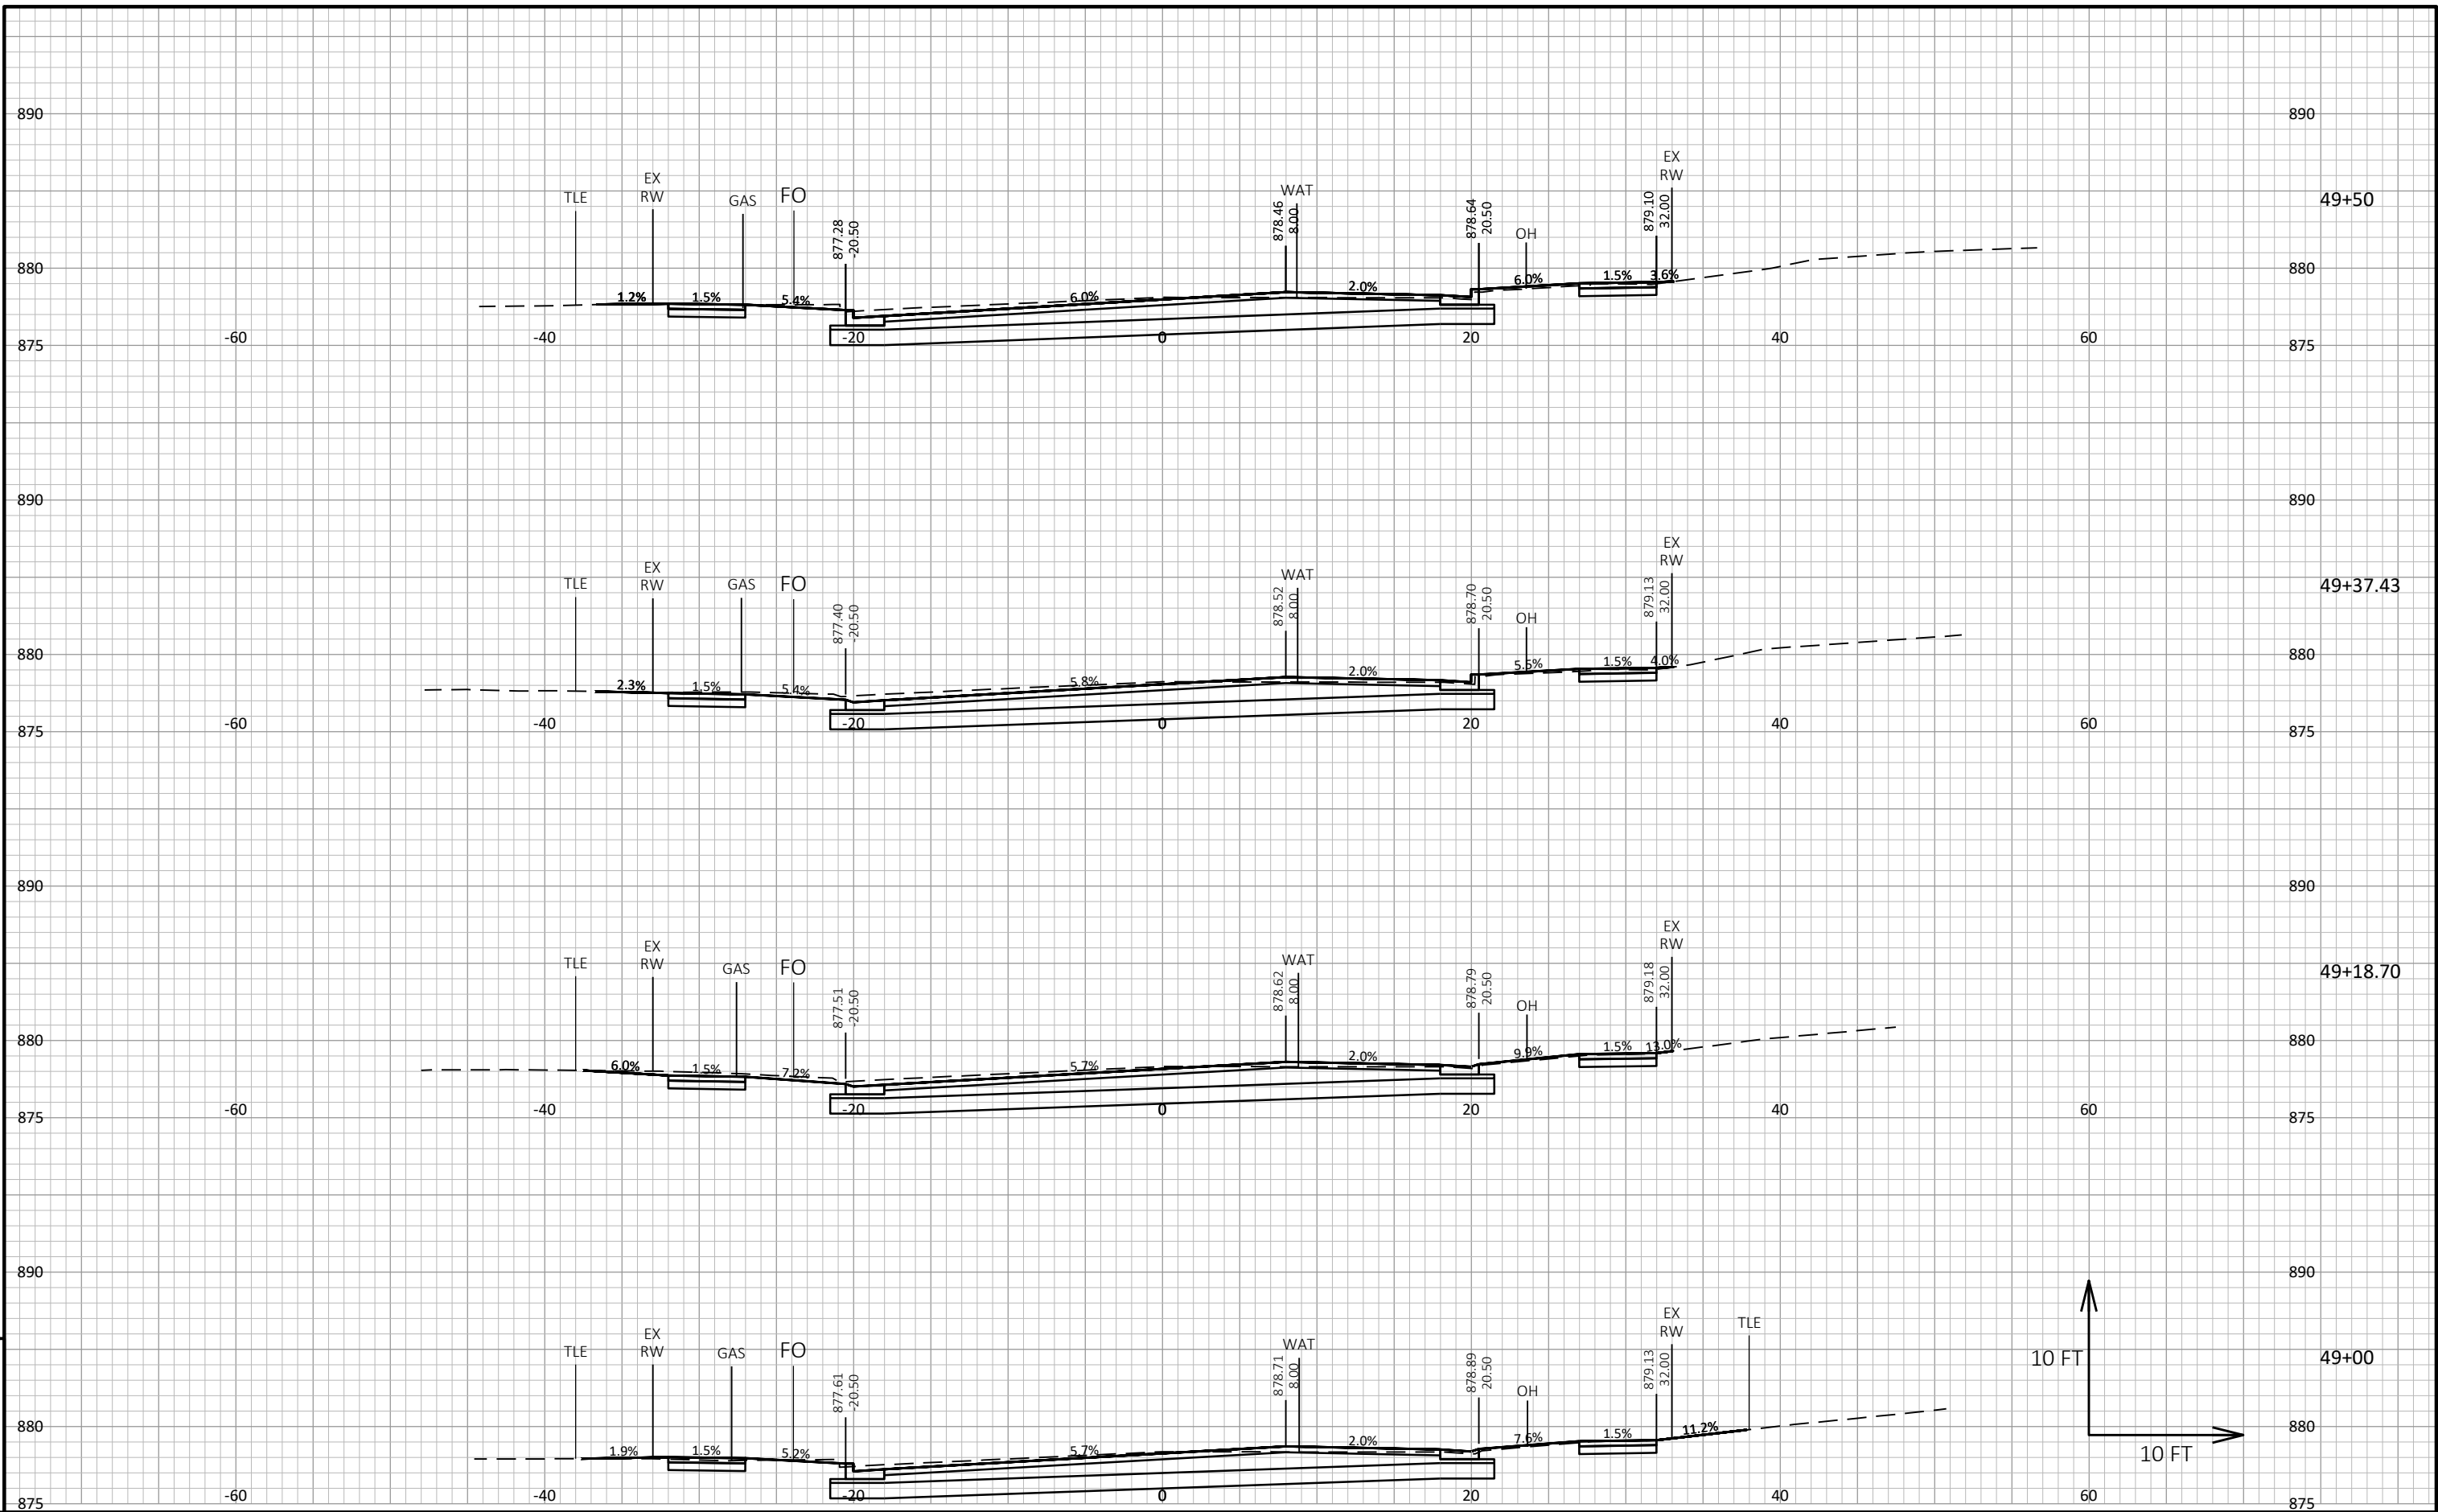 890 890
EX
RW
TLE
EX
RW
GAS
FO
WAT
49+50
877.28
-20.50
878.46
8.00
878.64
20.50
OH
879.10
32.00
880 880
1.2% 1.5% 5.4% 6.0% 2.0% 6.0% 1.5% 3.6%
-60 -40 -20 0 20 40 60
875 875
890 890
EX
RW
TLE
EX
RW
GAS
FO
WAT
49+37.43
877.40
-20.50
878.52
8.00
878.70
20.50
OH
879.13
32.00
880 880
2.3% 1.5% 5.4% 5.8% 2.0% 5.5% 1.5% 4.0%
-60 -40 -20 0 20 40 60
875 875
890 890
EX
RW
TLE
EX
RW
GAS
FO
WAT
49+18.70
877.51
-20.50
878.62
8.00
878.79
20.50
OH
879.18
32.00
880 880
6.0% 1.5% 7.2% 5.7% 2.0% 9.9% 1.5% 13.0%
-60 -40 -20 0 20 40 60
875 875
890 890
EX
RW
TLE
TLE
EX
RW
GAS
FO
WAT
10 FT
49+00
877.61
-20.50
878.71
8.00
878.89
20.50
OH
879.13
32.00
880 880
1.9% 1.5% 5.2% 5.7% 2.0% 7.6% 1.5% 11.2%
10 FT
-60 -40 -20 0 20 40 60
875 875